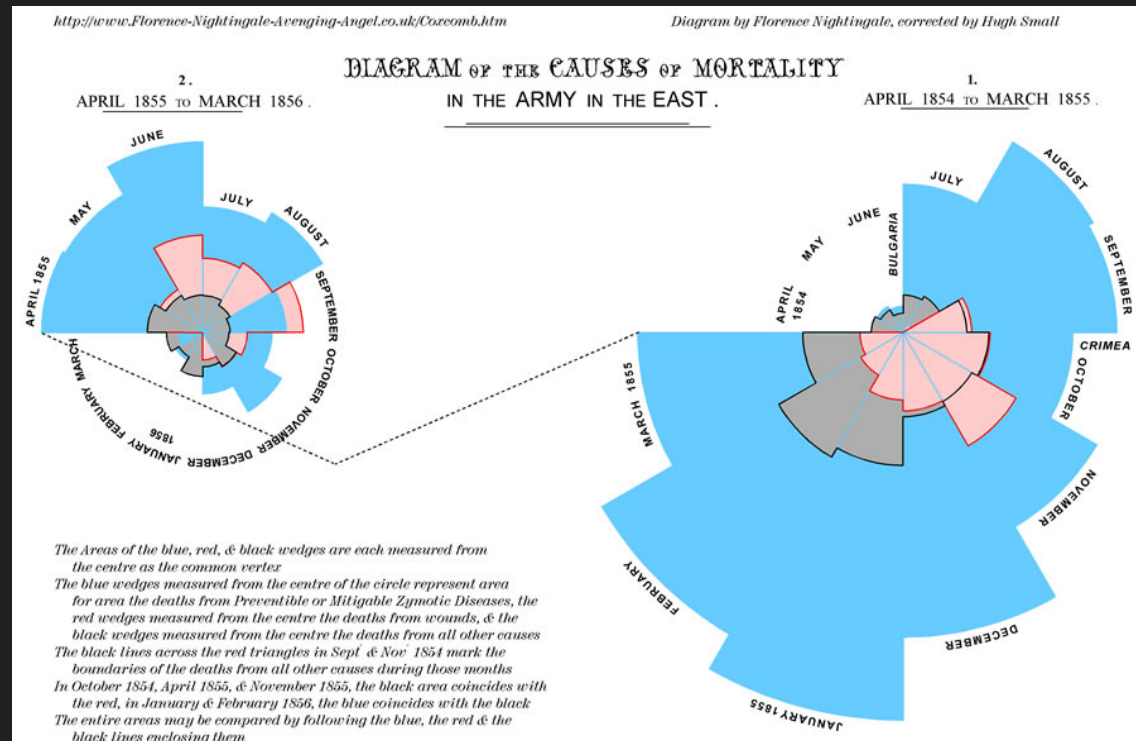 http://www.Florence-Nightingale-Avenging-Angel.co.uk/Coxcomb.htm
Diagram by Florence Nightingale, corrected by Hugh Small
DIAGRAM OF THE CAUSES OF MORTALITY
IN THE ARMY IN THE EAST.
2.
APRIL 1855 TO MARCH 1856.
1.
APRIL 1854 TO MARCH 1855.
APRIL 1855
MAY
JUNE
JULY
AUGUST
SEPTEMBER
OCTOBER
NOVEMBER
DECEMBER
JANUARY
1856
FEBRUARY
MARCH
APRIL
1854
MAY
JUNE
BULGARIA
JULY
AUGUST
SEPTEMBER
CRIMEA
OCTOBER
NOVEMBER
DECEMBER
JANUARY 1855
FEBRUARY
MARCH 1855
The Areas of the blue, red, & black wedges are each measured from
the centre as the common vertex
The blue wedges measured from the centre of the circle represent area
for area the deaths from Preventible or Mitigable Zymotic Diseases, the
red wedges measured from the centre the deaths from wounds, & the
black wedges measured from the centre the deaths from all other causes
The black lines across the red triangles in Sept & Nov 1854 mark the
boundaries of the deaths from all other causes during those months
In October 1854, April 1855, & November 1855, the black area coincides with
the red, in January & February 1856, the blue coincides with the black
The entire areas may be compared by following the blue, the red & the
black lines enclosing them